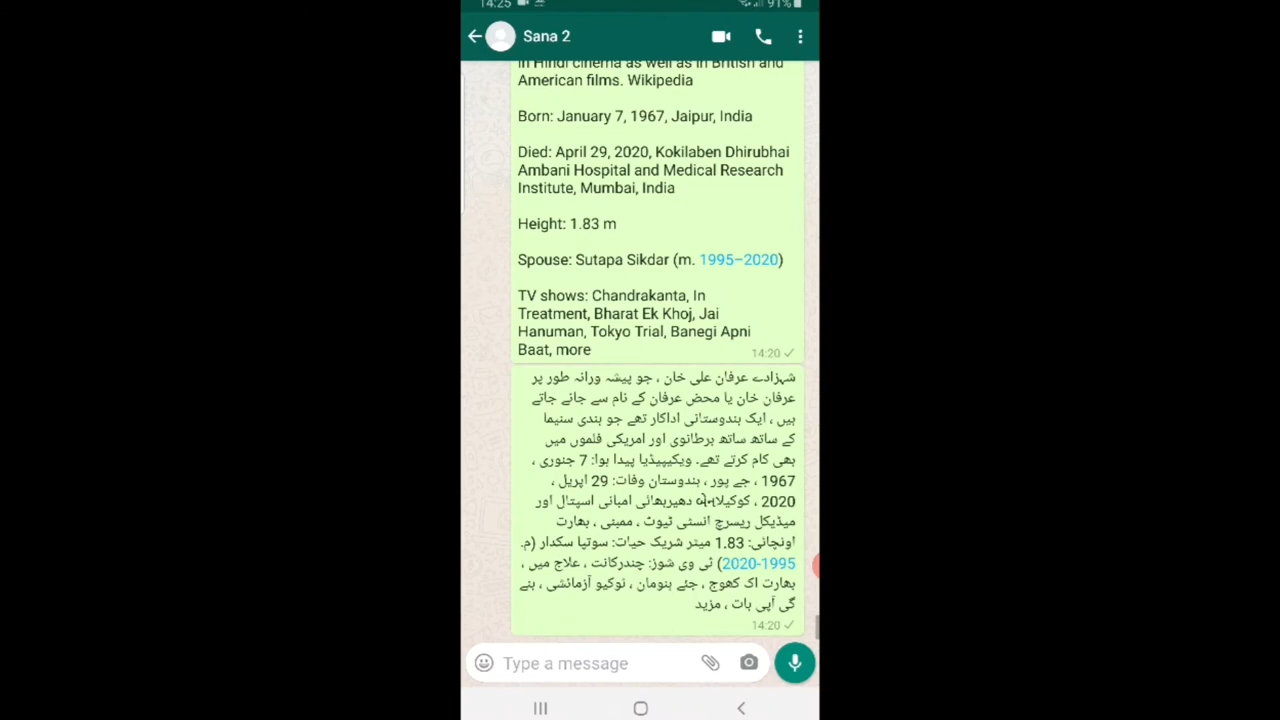 14:25
91%
Sana 2
in Hindi cinema as well as in British and
American films. Wikipedia
Born: January 7, 1967, Jaipur, India
Died: April 29, 2020, Kokilaben Dhirubhai
Ambani Hospital and Medical Research
Institute, Mumbai, India
Height: 1.83 m
Spouse: Sutapa Sikdar (m. 1995–2020)
TV shows: Chandrakanta, In
Treatment, Bharat Ek Khoj, Jai
Hanuman, Tokyo Trial, Banegi Apni
Baat, more
14:20
شہزادے عرفان علی خان ، جو پیشہ ورانہ طور پر
عرفان خان یا محض عرفان کے نام سے جانے جاتے
ہیں ، ایک ہندوستانی اداکار تھے جو ہندی سنیما
کے ساتھ ساتھ برطانوی اور امریکی فلموں میں
بھی کام کرتے تھے۔ ویکیپیڈیا پیدا ہوا: 7 جنوری ،
1967 ، جے پور ، ہندوستان وفات: 29 اپریل ،
2020 ، کوکیلاબેન دھیربھائی امبانی اسپتال اور
میڈیکل ریسرچ انسٹی ٹیوٹ ، ممبئی ، بھارت
اونچائی: 1.83 میٹر شریک حیات: سوتپا سکدار (م.
1995-2020) ٹی وی شوز: چندرکانت ، علاج میں ،
بھارت اک کھوج ، جئے ہنومان ، ٹوکیو آزمائشی ، بنے
گی آپی بات ، مزید
14:20
Type a message